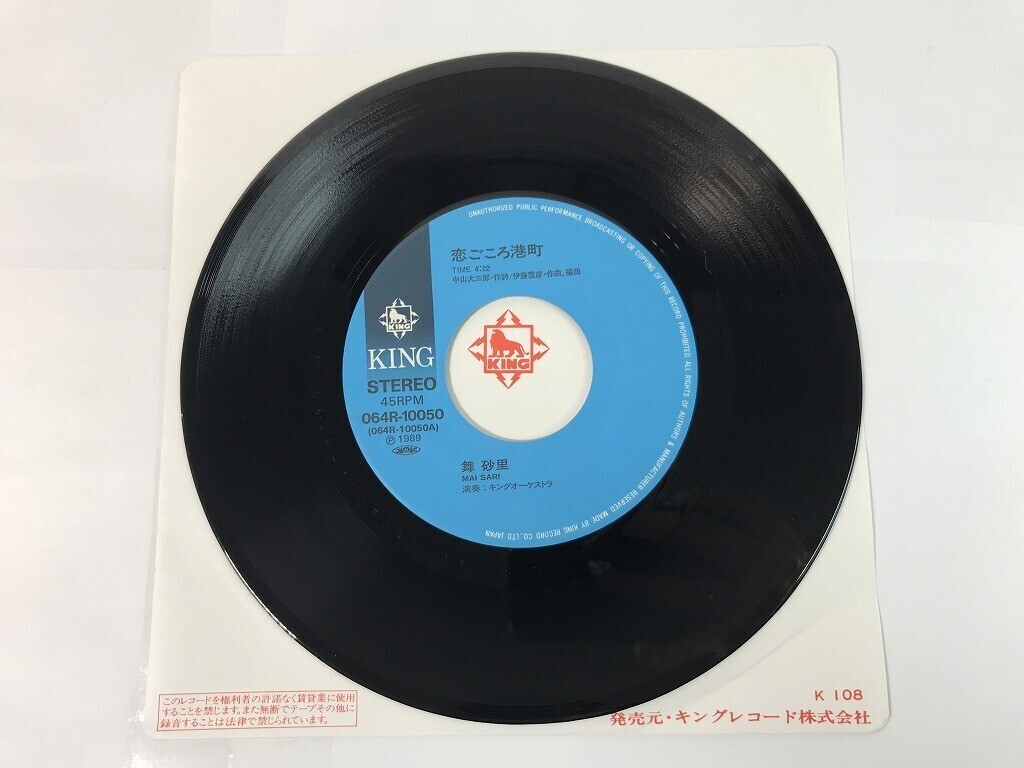 UNAUTHORIZED PUBLIC PERFORMANCE BROADCASTING OR COPYING OF THIS RECORD PROHIBITED ALL RIGHTS OF AUTHORS & MANUFACTURER RESERVED MADE BY KING RECORD CO.,LTD.JAPAN
恋ごころ港町
TIME 4:22
中山大三郎・作詩/伊藤雪彦・作曲,編曲
KING
KING
STEREO
45RPM
064R-10050
(064R-10050A)
Ⓟ 1989
KING
舞 砂里
MAI SARI
演奏:キングオーケストラ
このレコードを権利者の許諾なく賃貸業に使用
することを禁じます。また無断でテープその他に
録音することは法律で禁じられています。
K 108
発売元・キングレコード株式会社